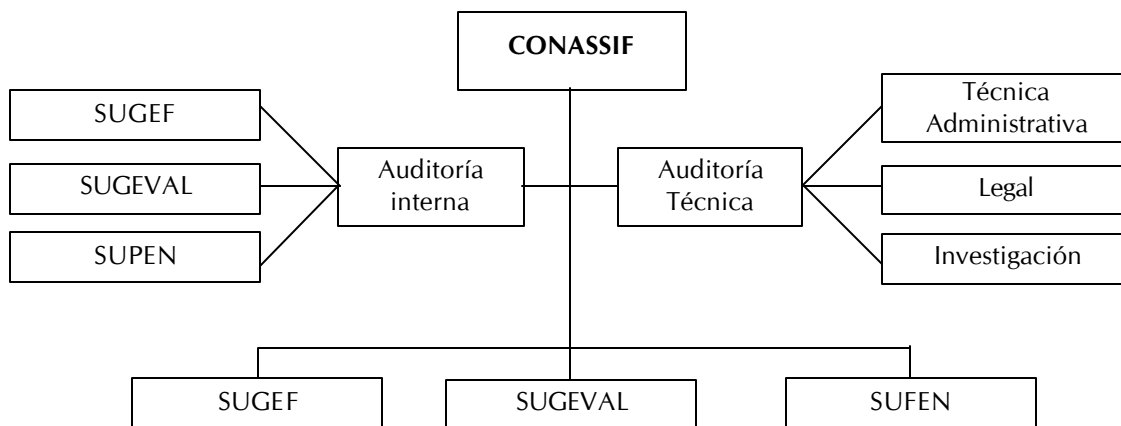 CONASSIF
SUGEF
SUGEVAL
SUPEN
Auditoría
interna
Auditoría
Técnica
Técnica
Administrativa
Legal
Investigación
SUGEF
SUGEVAL
SUFEN